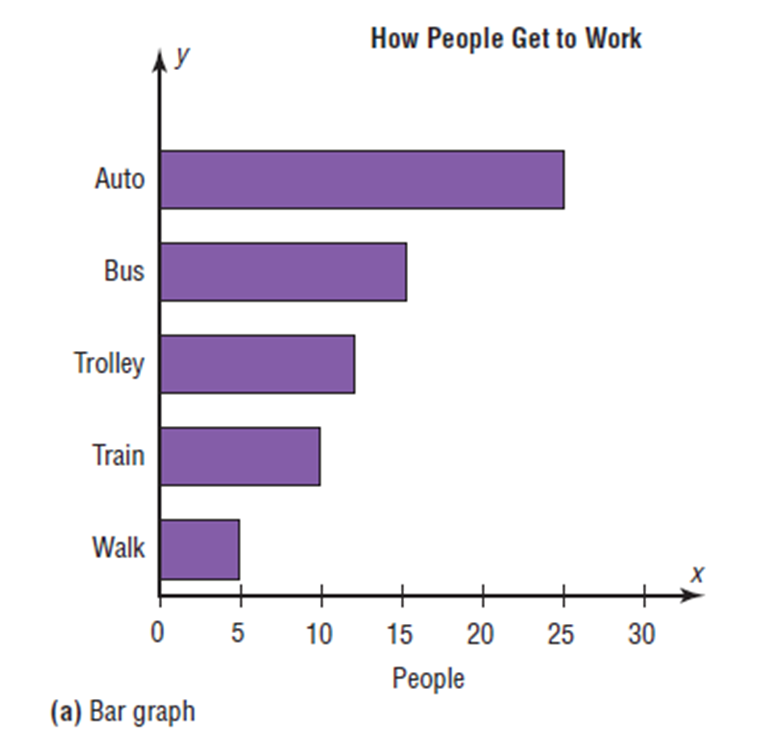 How People Get to Work
y
Auto
Bus
Trolley
Train
Walk
x
0 5 10 15 20 25 30
People
(a) Bar graph